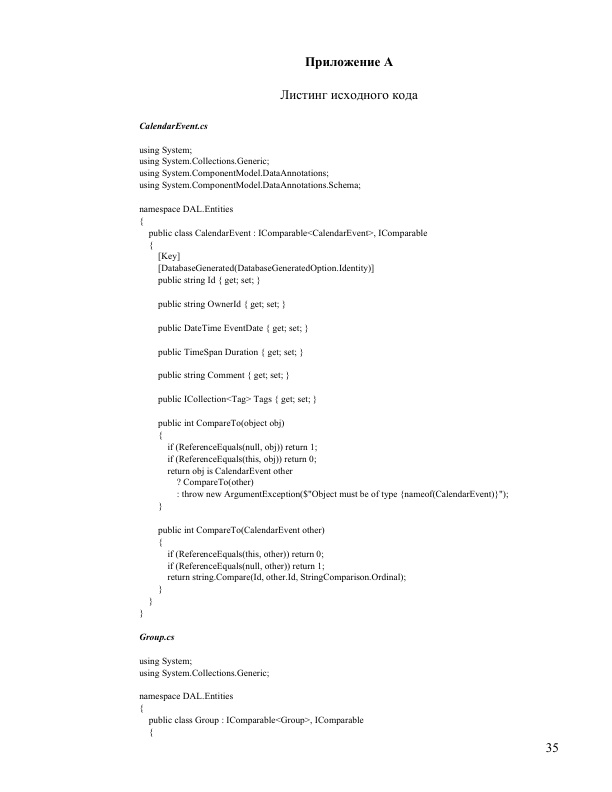 Приложение А
Листинг исходного кода
CalendarEvent.cs
using System;
using System.Collections.Generic;
using System.ComponentModel.DataAnnotations;
using System.ComponentModel.DataAnnotations.Schema;
namespace DAL.Entities
{
public class CalendarEvent : IComparable<CalendarEvent>, IComparable
{
[Key]
[DatabaseGenerated(DatabaseGeneratedOption.Identity)]
public string Id { get; set; }
public string OwnerId { get; set; }
public DateTime EventDate { get; set; }
public TimeSpan Duration { get; set; }
public string Comment { get; set; }
public ICollection<Tag> Tags { get; set; }
public int CompareTo(object obj)
{
if (ReferenceEquals(null, obj)) return 1;
if (ReferenceEquals(this, obj)) return 0;
return obj is CalendarEvent other
? CompareTo(other)
: throw new ArgumentException($"Object must be of type {nameof(CalendarEvent)}");
}
public int CompareTo(CalendarEvent other)
{
if (ReferenceEquals(this, other)) return 0;
if (ReferenceEquals(null, other)) return 1;
return string.Compare(Id, other.Id, StringComparison.Ordinal);
}
}
}
Group.cs
using System;
using System.Collections.Generic;
namespace DAL.Entities
{
public class Group : IComparable<Group>, IComparable
{
35